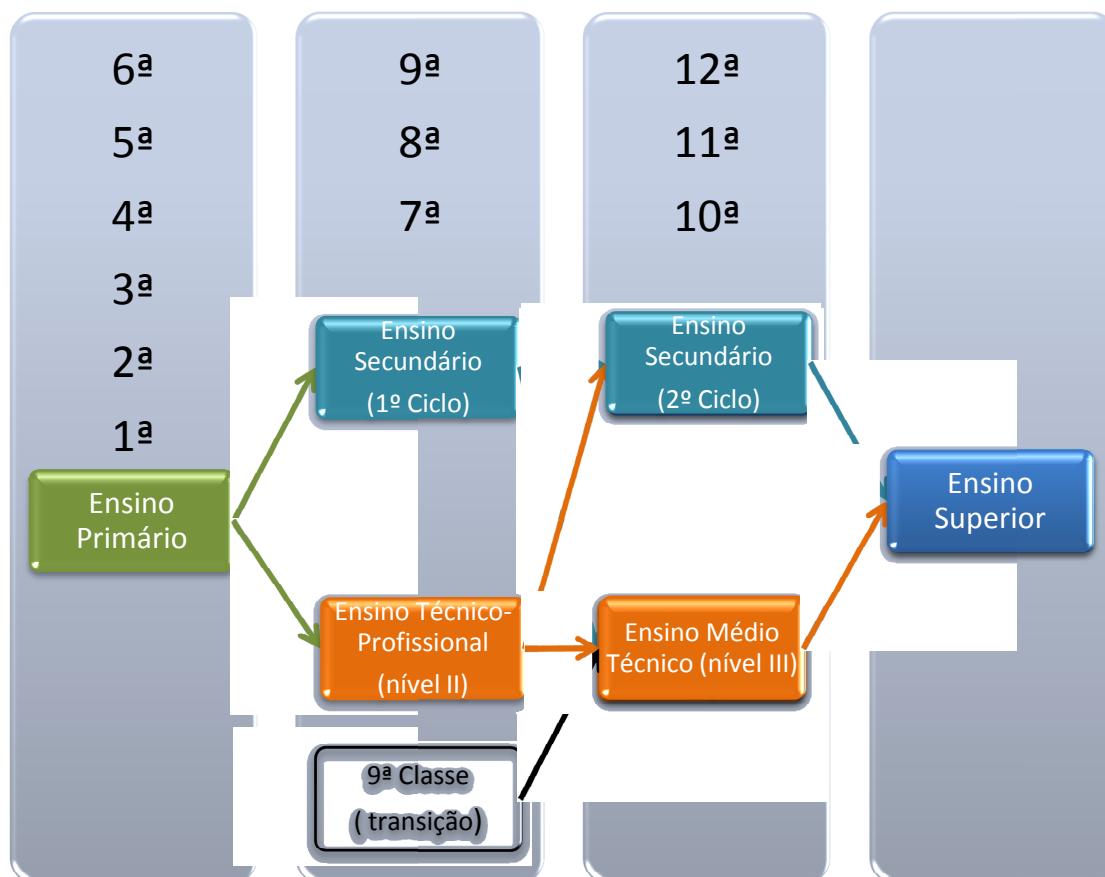 6ª
5ª
4ª
3ª
2ª
1ª
Ensino
Primário
9ª
8ª
7ª
Ensino
Secundário
(1º Ciclo)
Ensino Técnico-
Profissional
(nível II)
9ª Classe
( transição)
12ª
11ª
10ª
Ensino
Secundário
(2º Ciclo)
Ensino Médio
Técnico (nível III)
Ensino
Superior